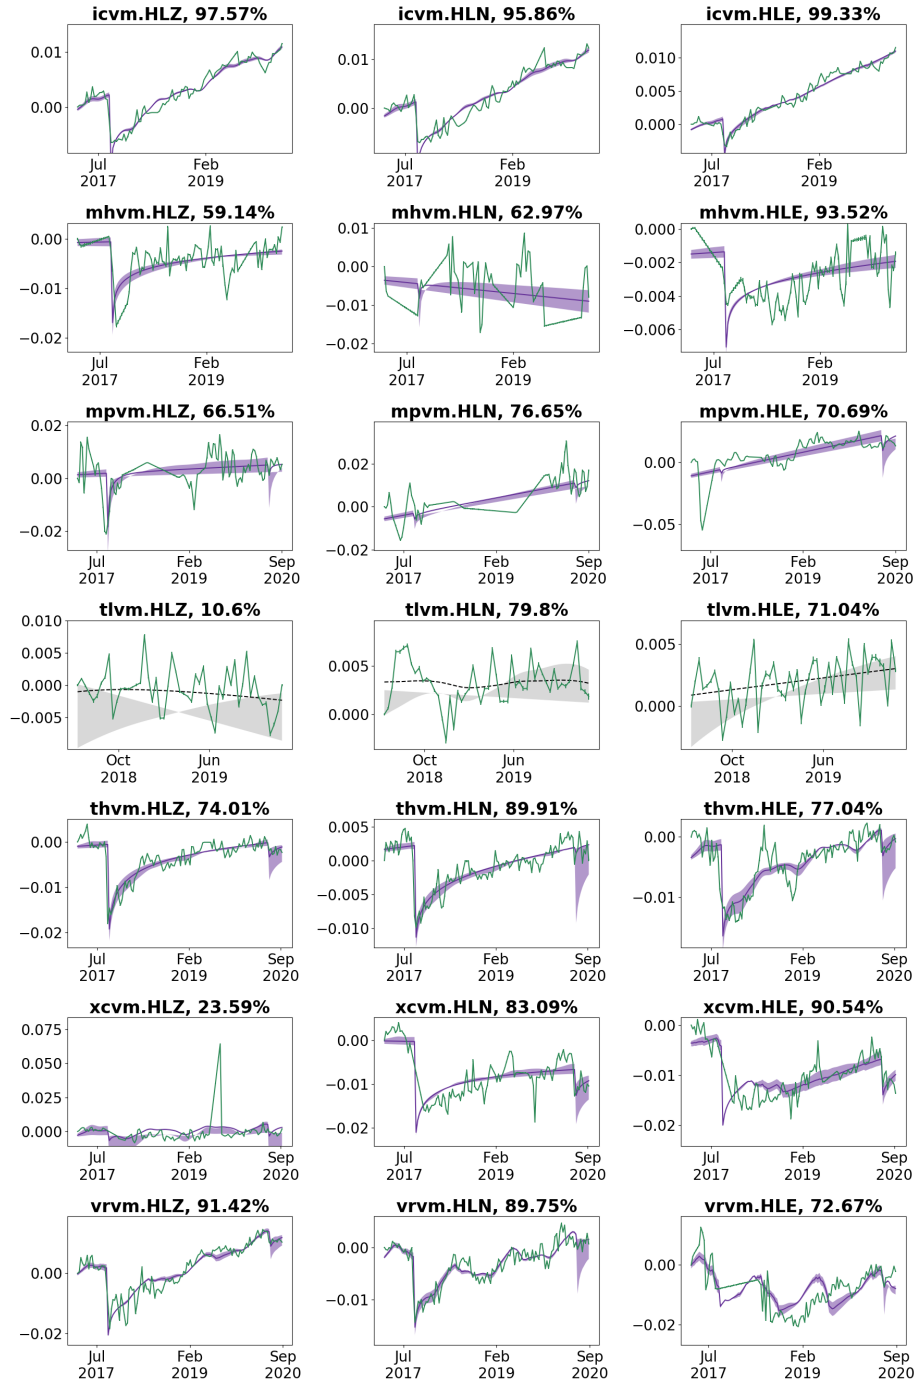 icvm.HLZ, 97.57%
icvm.HLN, 95.86%
icvm.HLE, 99.33%
0.01
0.00
Jul
2017
Feb
2019
0.01
0.00
Jul
2017
Feb
2019
0.010
0.005
0.000
Jul
2017
Feb
2019
mhvm.HLZ, 59.14%
mhvm.HLN, 62.97%
mhvm.HLE, 93.52%
0.00
−0.01
−0.02
Jul
2017
Feb
2019
0.01
0.00
−0.01
−0.02
Jul
2017
Feb
2019
0.000
−0.002
−0.004
−0.006
Jul
2017
Feb
2019
mpvm.HLZ, 66.51%
mpvm.HLN, 76.65%
mpvm.HLE, 70.69%
0.02
0.00
−0.02
Jul
2017
Feb
2019
Sep
2020
0.02
0.00
−0.02
Jul
2017
Feb
2019
Sep
2020
0.00
−0.05
Jul
2017
Feb
2019
Sep
2020
tlvm.HLZ, 10.6%
tlvm.HLN, 79.8%
tlvm.HLE, 71.04%
0.010
0.005
0.000
−0.005
Oct
2018
Jun
2019
0.005
0.000
Oct
2018
Jun
2019
0.005
0.000
Oct
2018
Jun
2019
thvm.HLZ, 74.01%
thvm.HLN, 89.91%
thvm.HLE, 77.04%
0.00
−0.01
−0.02
Jul
2017
Feb
2019
Sep
2020
0.005
0.000
−0.005
−0.010
Jul
2017
Feb
2019
Sep
2020
0.00
−0.01
Jul
2017
Feb
2019
Sep
2020
xcvm.HLZ, 23.59%
xcvm.HLN, 83.09%
xcvm.HLE, 90.54%
0.075
0.050
0.025
0.000
Jul
2017
Feb
2019
Sep
2020
0.00
−0.01
−0.02
Jul
2017
Feb
2019
Sep
2020
0.00
−0.01
−0.02
Jul
2017
Feb
2019
Sep
2020
vrvm.HLZ, 91.42%
vrvm.HLN, 89.75%
vrvm.HLE, 72.67%
0.00
−0.02
Jul
2017
Feb
2019
Sep
2020
0.00
−0.01
Jul
2017
Feb
2019
Sep
2020
0.00
−0.02
Jul
2017
Feb
2019
Sep
2020